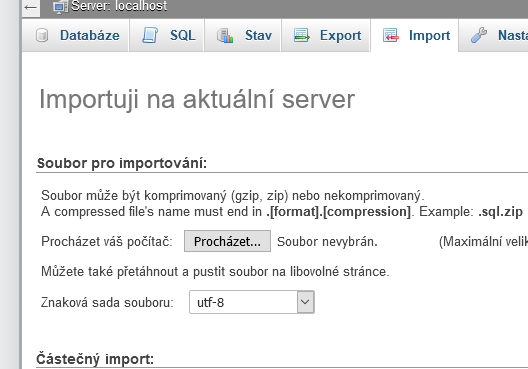 Server: localhost
Databáze SQL Stav Export Import
Importuji na aktuální server
Soubor pro importování:
Soubor může být komprimovaný (gzip, zip) nebo nekomprimovaný.
A compressed file's name must end in .[format].[compression]. Example: .sql.zip
Procházet váš počítač: Procházet... Soubor nevybrán. (Maximální
Můžete také přetáhnout a pustit soubor na libovolné stránce.
Znaková sada souboru: utf-8
Částečný import: